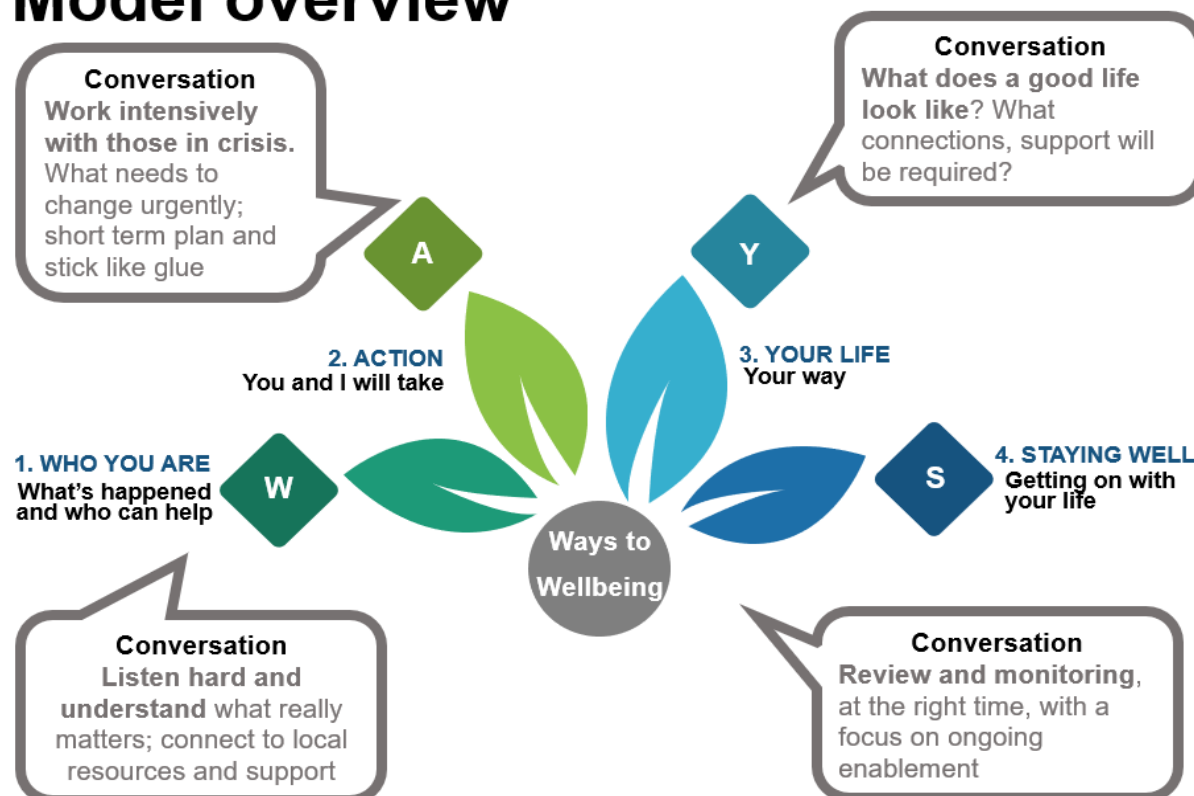 Model overview
Conversation
Work intensively
with those in crisis.
What needs to
change urgently;
short term plan and
stick like glue
Conversation
What does a good life
look like? What
connections, support will
be required?
A
Y
2. ACTION
You and I will take
3. YOUR LIFE
Your way
1. WHO YOU ARE
What's happened
and who can help
W
S
4. STAYING WELL
Getting on with
your life
Ways to
Wellbeing
Conversation
Listen hard and
understand what really
matters; connect to local
resources and support
Conversation
Review and monitoring,
at the right time, with a
focus on ongoing
enablement